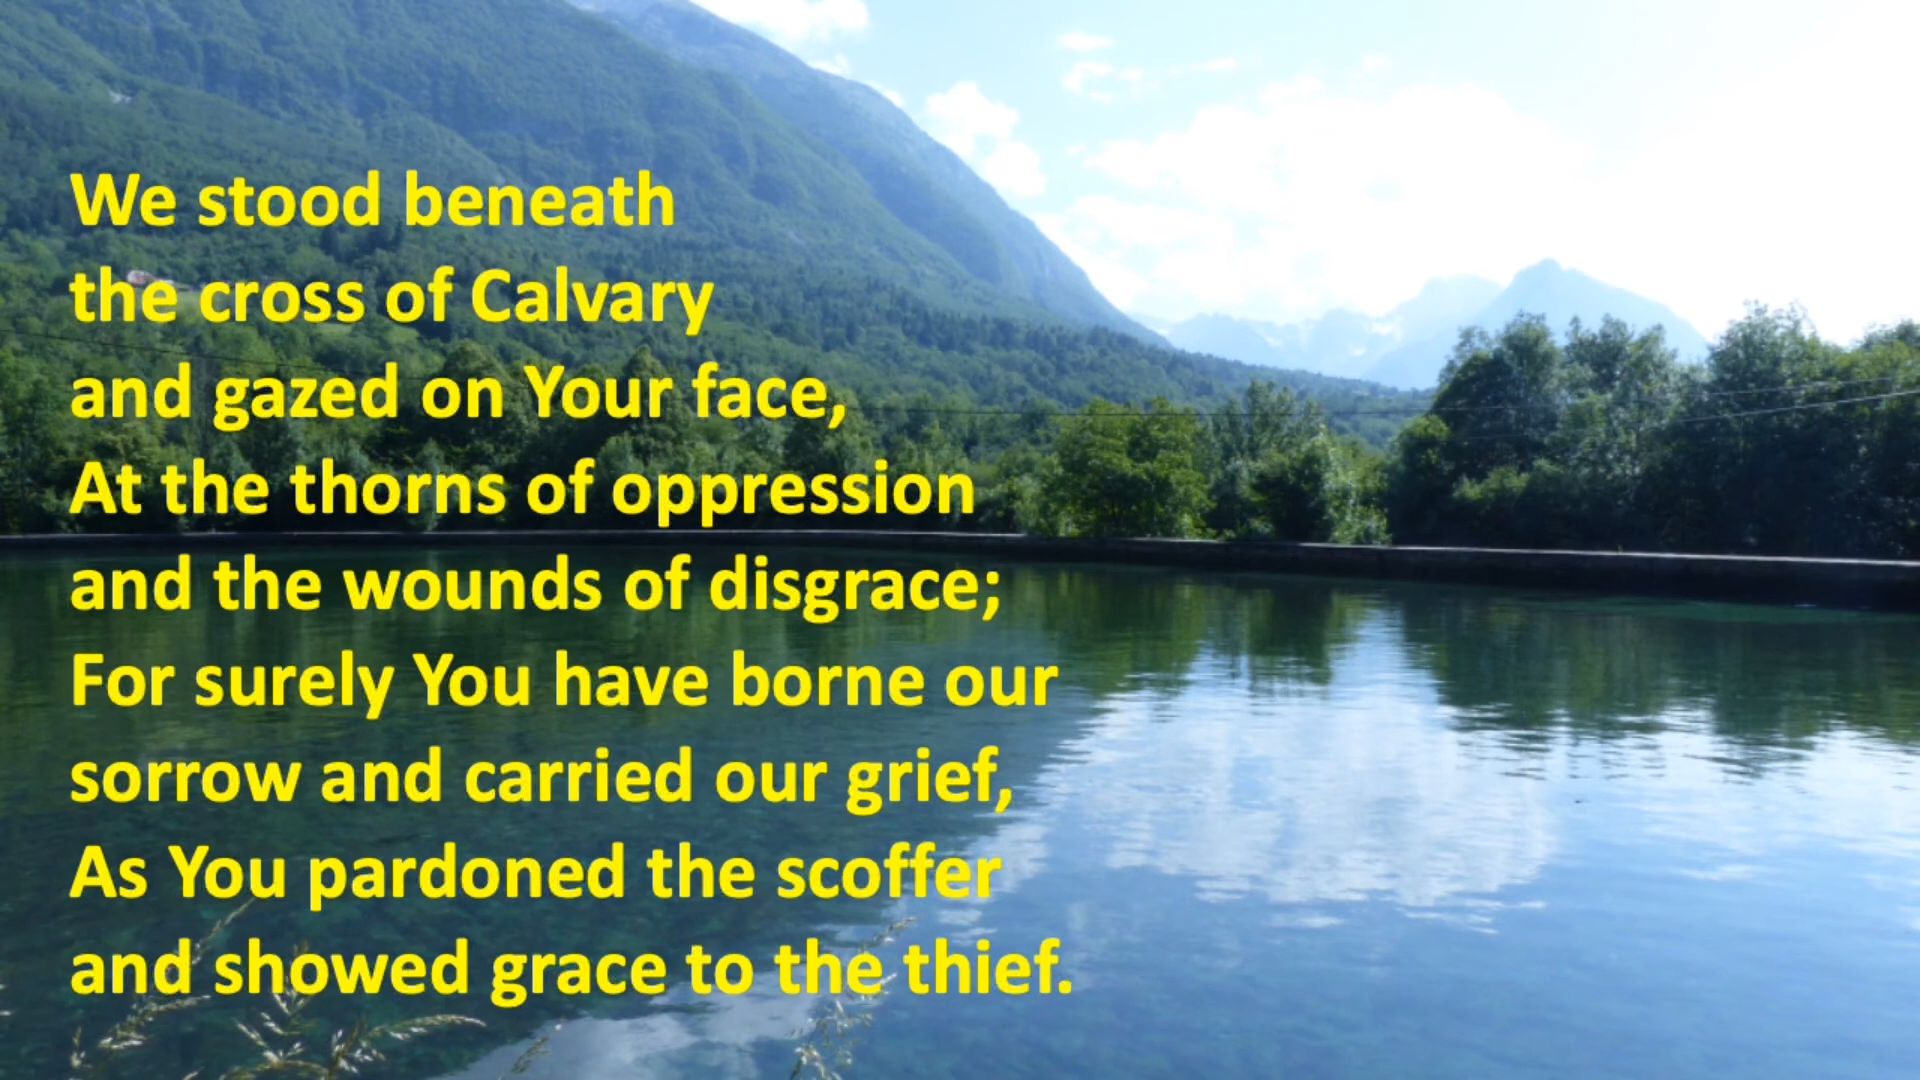 We stood beneath
the cross of Calvary
and gazed on Your face,
At the thorns of oppression
and the wounds of disgrace;
For surely You have borne our
sorrow and carried our grief,
As You pardoned the scoffer
and showed grace to the thief.